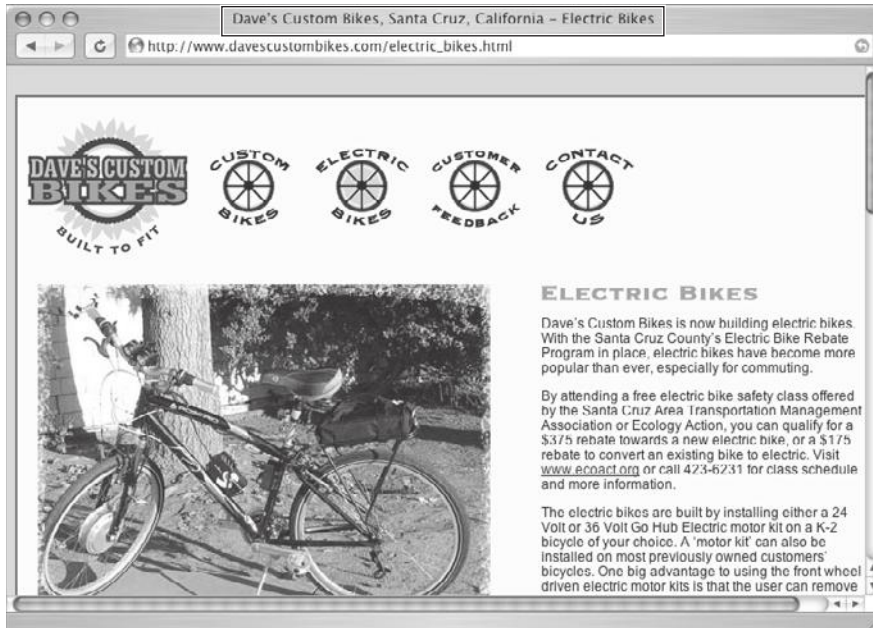 Dave's Custom Bikes, Santa Cruz, California – Electric Bikes
http://www.davescustombikes.com/electric_bikes.html
DAVE'S CUSTOM
BIKES
BUILT TO FIT
CUSTOM
BIKES
ELECTRIC
BIKES
CUSTOMER
FEEDBACK
CONTACT
US
ELECTRIC BIKES
Dave's Custom Bikes is now building electric bikes.
With the Santa Cruz County's Electric Bike Rebate
Program in place, electric bikes have become more
popular than ever, especially for commuting.
By attending a free electric bike safety class offered
by the Santa Cruz Area Transportation Management
Association or Ecology Action, you can qualify for a
$375 rebate towards a new electric bike, or a $175
rebate to convert an existing bike to electric. Visit
www.ecoact.org or call 423-6231 for class schedule
and more information.
The electric bikes are built by installing either a 24
Volt or 36 Volt Go Hub Electric motor kit on a K-2
bicycle of your choice. A 'motor kit' can also be
installed on most previously owned customers'
bicycles. One big advantage to using the front wheel
driven electric motor kits is that the user can remove